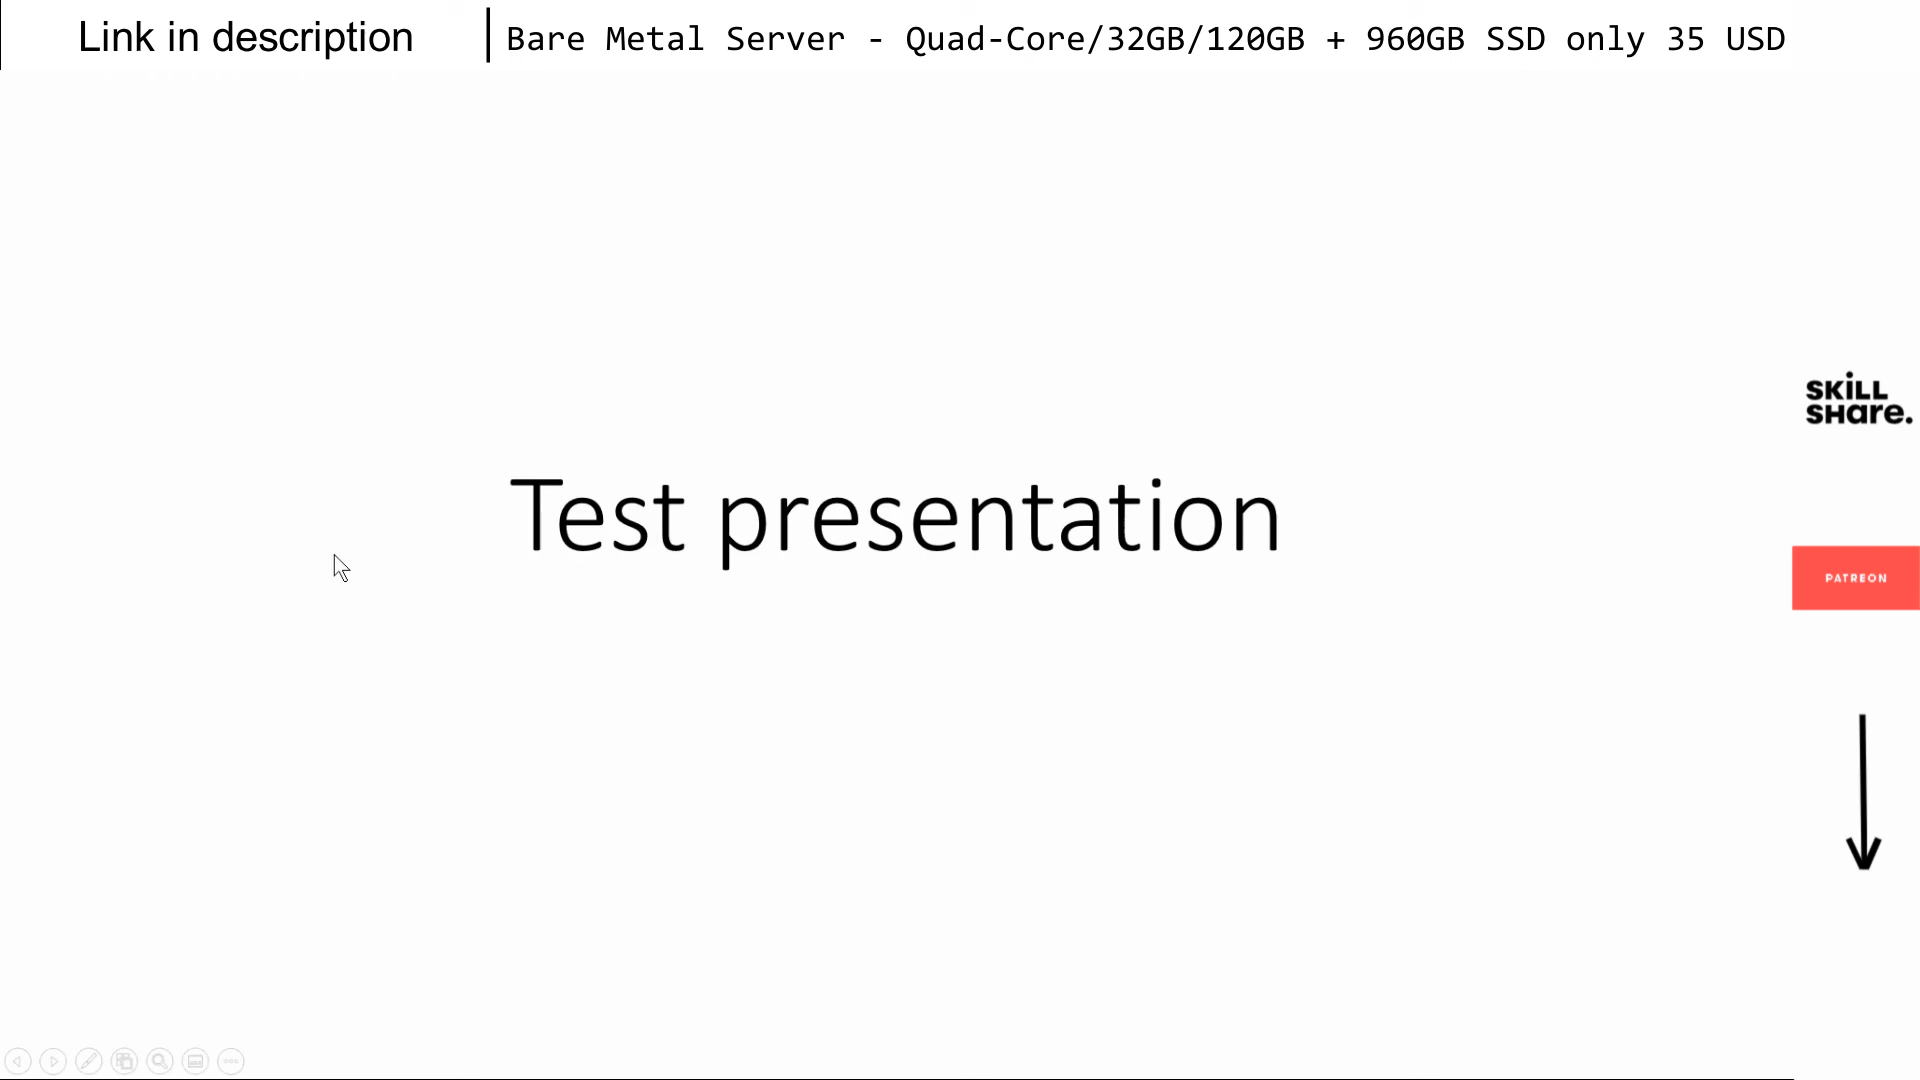 Link in description
Bare Metal Server - Quad-Core/32GB/120GB + 960GB SSD only 35 USD
SKiLL
SHare.
Test presentation
PATREON